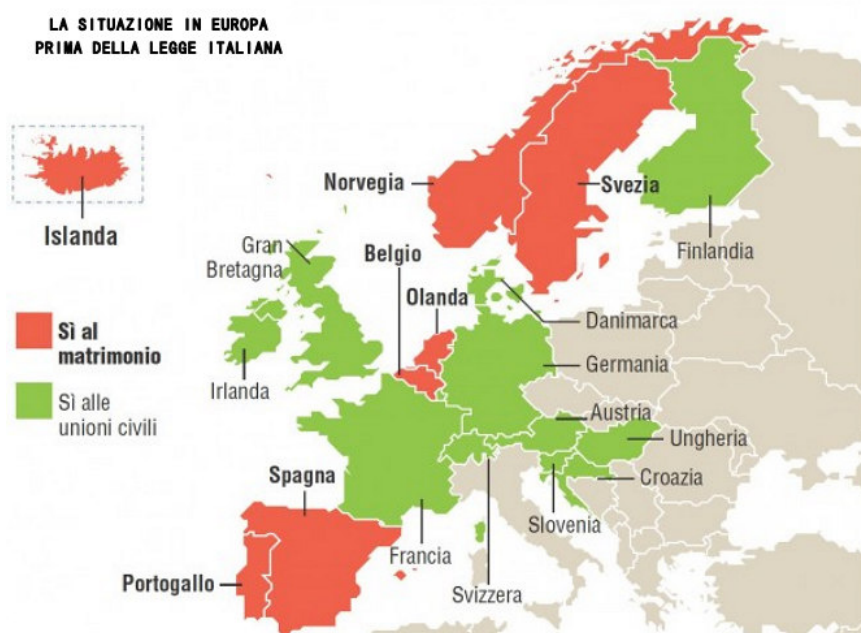 LA SITUAZIONE IN EUROPA
PRIMA DELLA LEGGE ITALIANA
Norvegia
Svezia
Islanda
Gran
Bretagna
Belgio
Finlandia
Olanda
Danimarca
Sì al
matrimonio
Germania
Irlanda
Sì alle
unioni civili
Austria
Ungheria
Spagna
Croazia
Slovenia
Francia
Portogallo
Svizzera